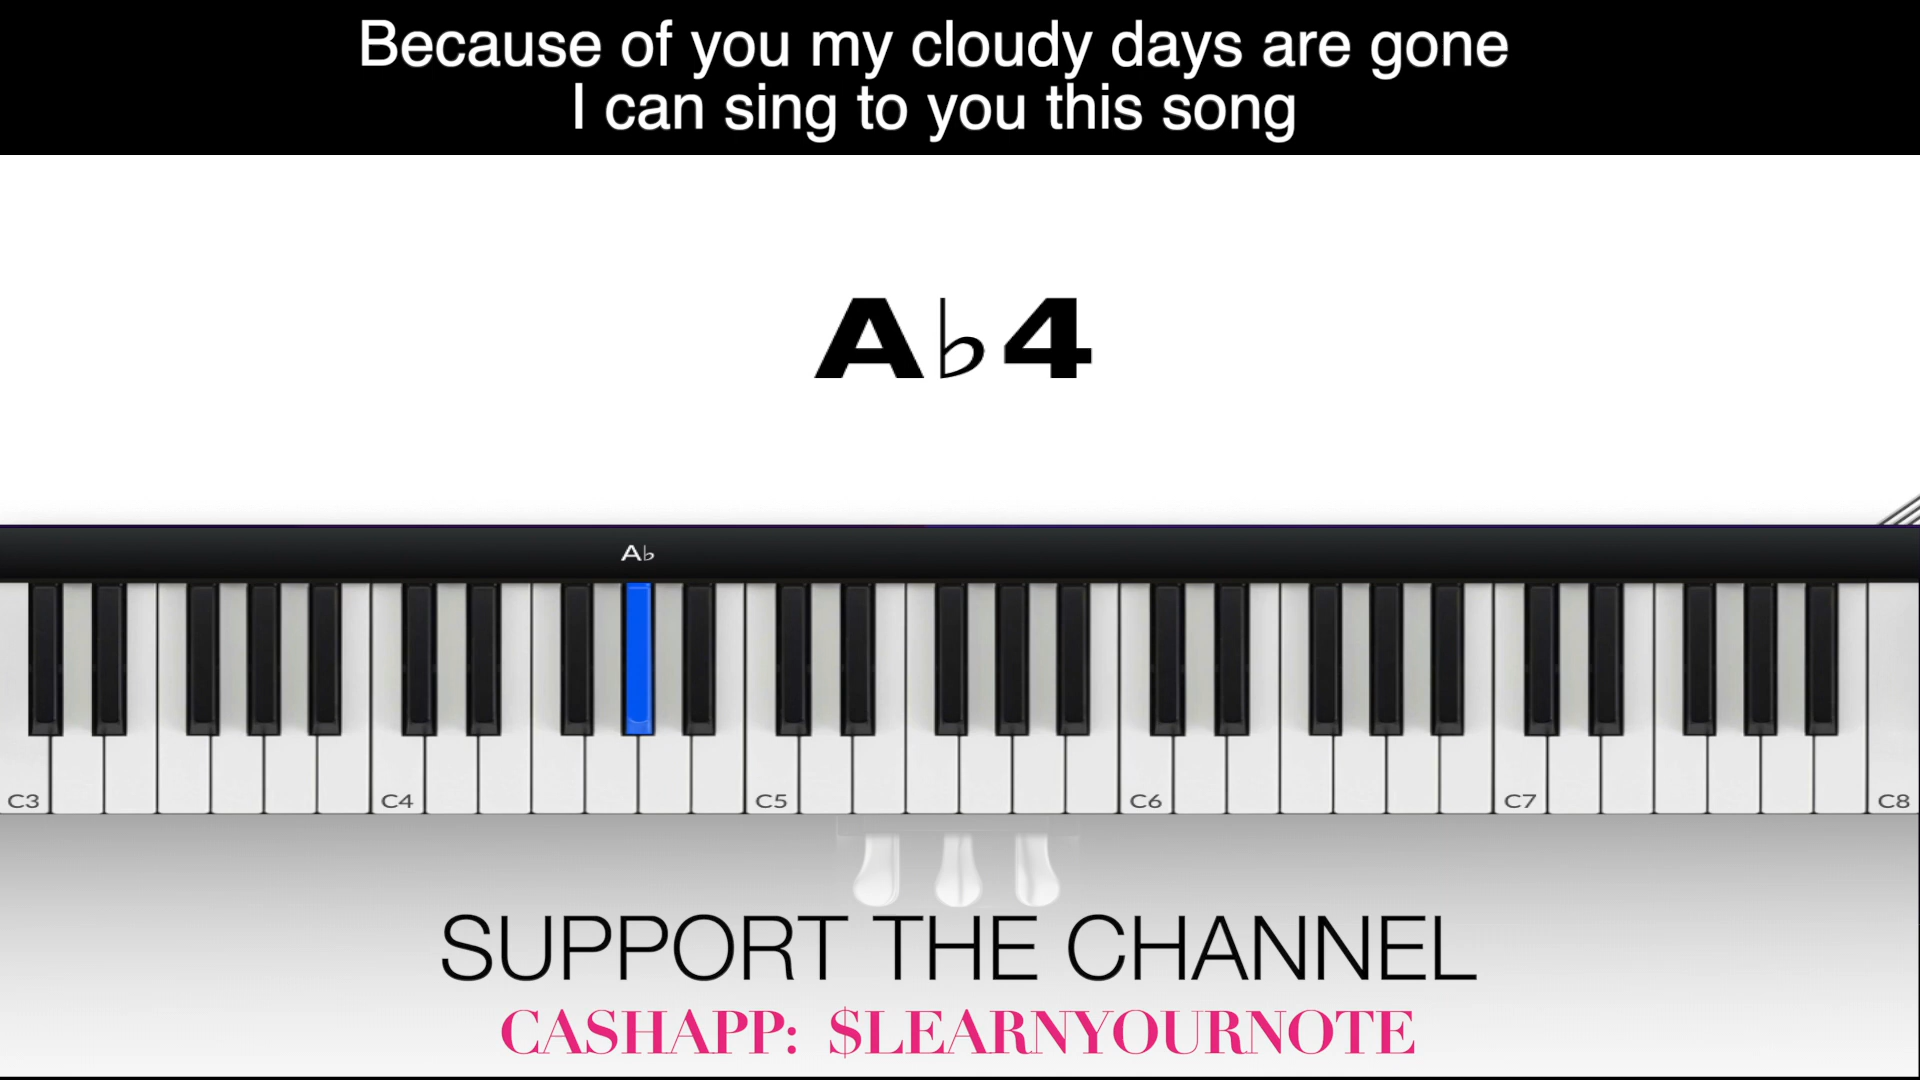 Because of you my cloudy days are gone
I can sing to you this song
A♭4
A♭
C3 C4 C5 C6 C7 C8
SUPPORT THE CHANNEL
CASHAPP: $LEARNYOURNOTE